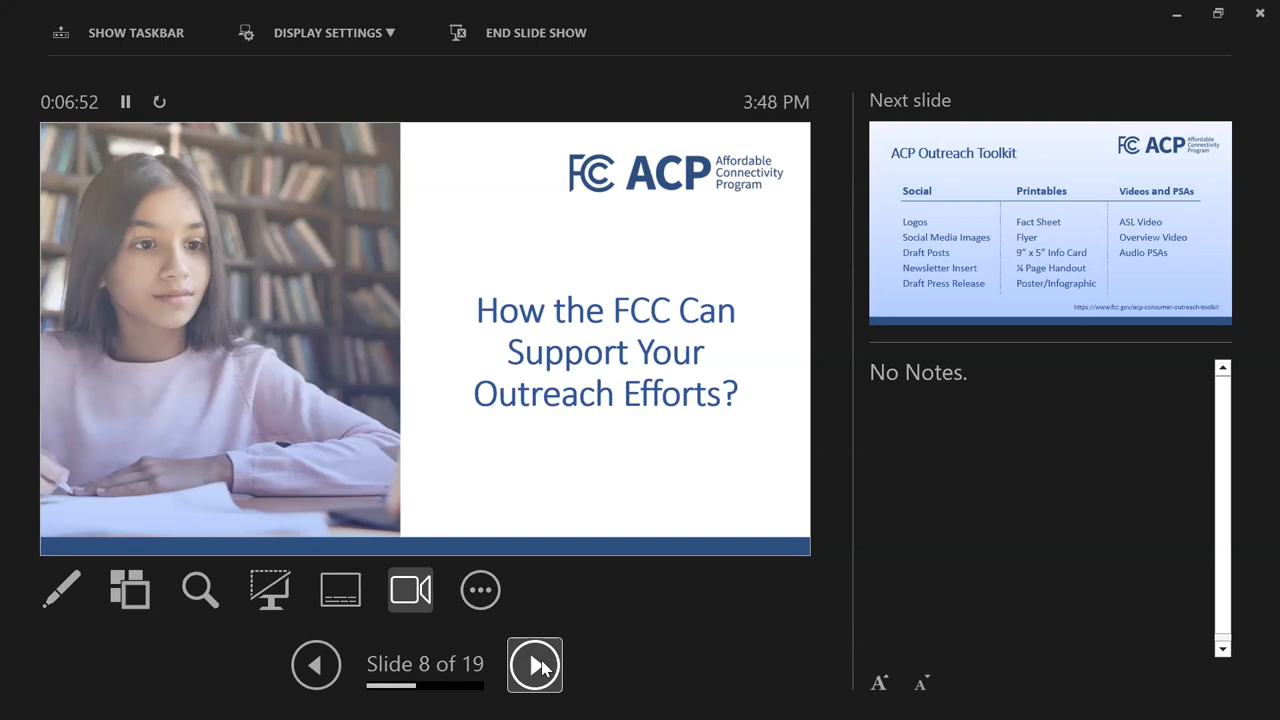 SHOW TASKBAR
DISPLAY SETTINGS ▼
END SLIDE SHOW
0:06:52
3:48 PM
FCC ACP Affordable
Connectivity
Program
How the FCC Can
Support Your
Outreach Efforts?
Slide 8 of 19
Next slide
ACP Outreach Toolkit
FCC ACP Affordable
Connectivity
Program
Social
Logos
Social Media Images
Draft Posts
Newsletter Insert
Draft Press Release
Printables
Fact Sheet
Flyer
9” x 5” Info Card
¼ Page Handout
Poster/Infographic
Videos and PSAs
ASL Video
Overview Video
Audio PSAs
https://www.fcc.gov/acp-consumer-outreach-toolkit
No Notes.
A A